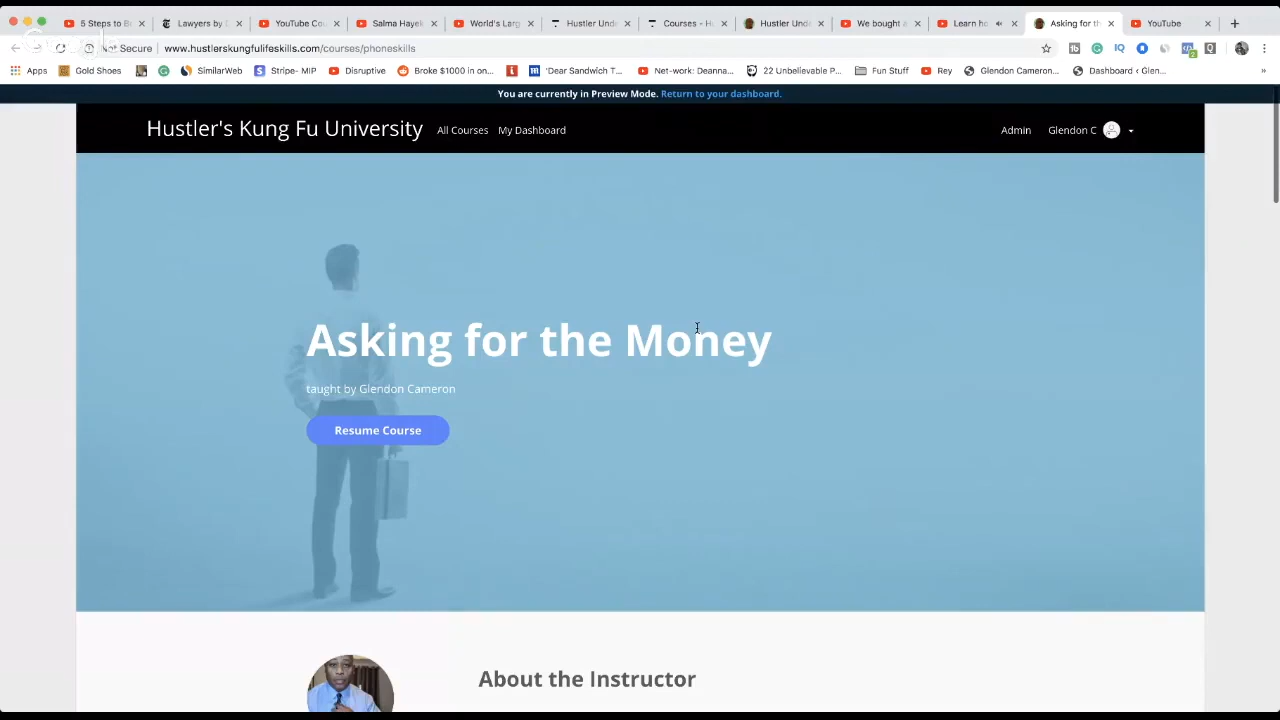 5 Steps to B
Lawyers by D
YouTube Cou
Salma Hayek
World's Larg
Hustler Unde
Courses - Hu
Hustler Unde
We bought a
Learn ho
Asking for th
YouTube
Not Secure
www.hustlerskungfulifeskills.com/courses/phoneskills
Apps
Gold Shoes
SimilarWeb
Stripe- MIP
Disruptive
Broke $1000 in on...
'Dear Sandwich T...
Net-work: Deanna...
22 Unbelievable P...
Fun Stuff
Rey
Glendon Cameron...
Dashboard ‹ Glen...
You are currently in Preview Mode. Return to your dashboard.
Hustler's Kung Fu University
All Courses
My Dashboard
Admin
Glendon C
Asking for the Money
taught by Glendon Cameron
Resume Course
About the Instructor